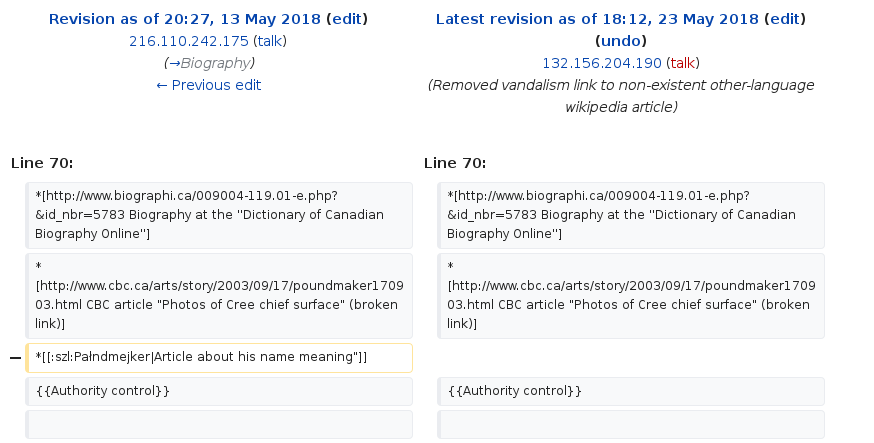 Revision as of 20:27, 13 May 2018 (edit)
216.110.242.175 (talk)
(→Biography)
← Previous edit
Latest revision as of 18:12, 23 May 2018 (edit)
(undo)
132.156.204.190 (talk)
(Removed vandalism link to non-existent other-language
wikipedia article)
Line 70:
Line 70:
*[http://www.biographi.ca/009004-119.01-e.php?
&id_nbr=5783 Biography at the ''Dictionary of Canadian
Biography Online'']
*[http://www.biographi.ca/009004-119.01-e.php?
&id_nbr=5783 Biography at the ''Dictionary of Canadian
Biography Online'']
*
[http://www.cbc.ca/arts/story/2003/09/17/poundmaker1709
03.html CBC article "Photos of Cree chief surface" (broken
link)]
*
[http://www.cbc.ca/arts/story/2003/09/17/poundmaker1709
03.html CBC article "Photos of Cree chief surface" (broken
link)]
− *[[:szl:Pałndmejker|Article about his name meaning"]]
{{Authority control}}
{{Authority control}}